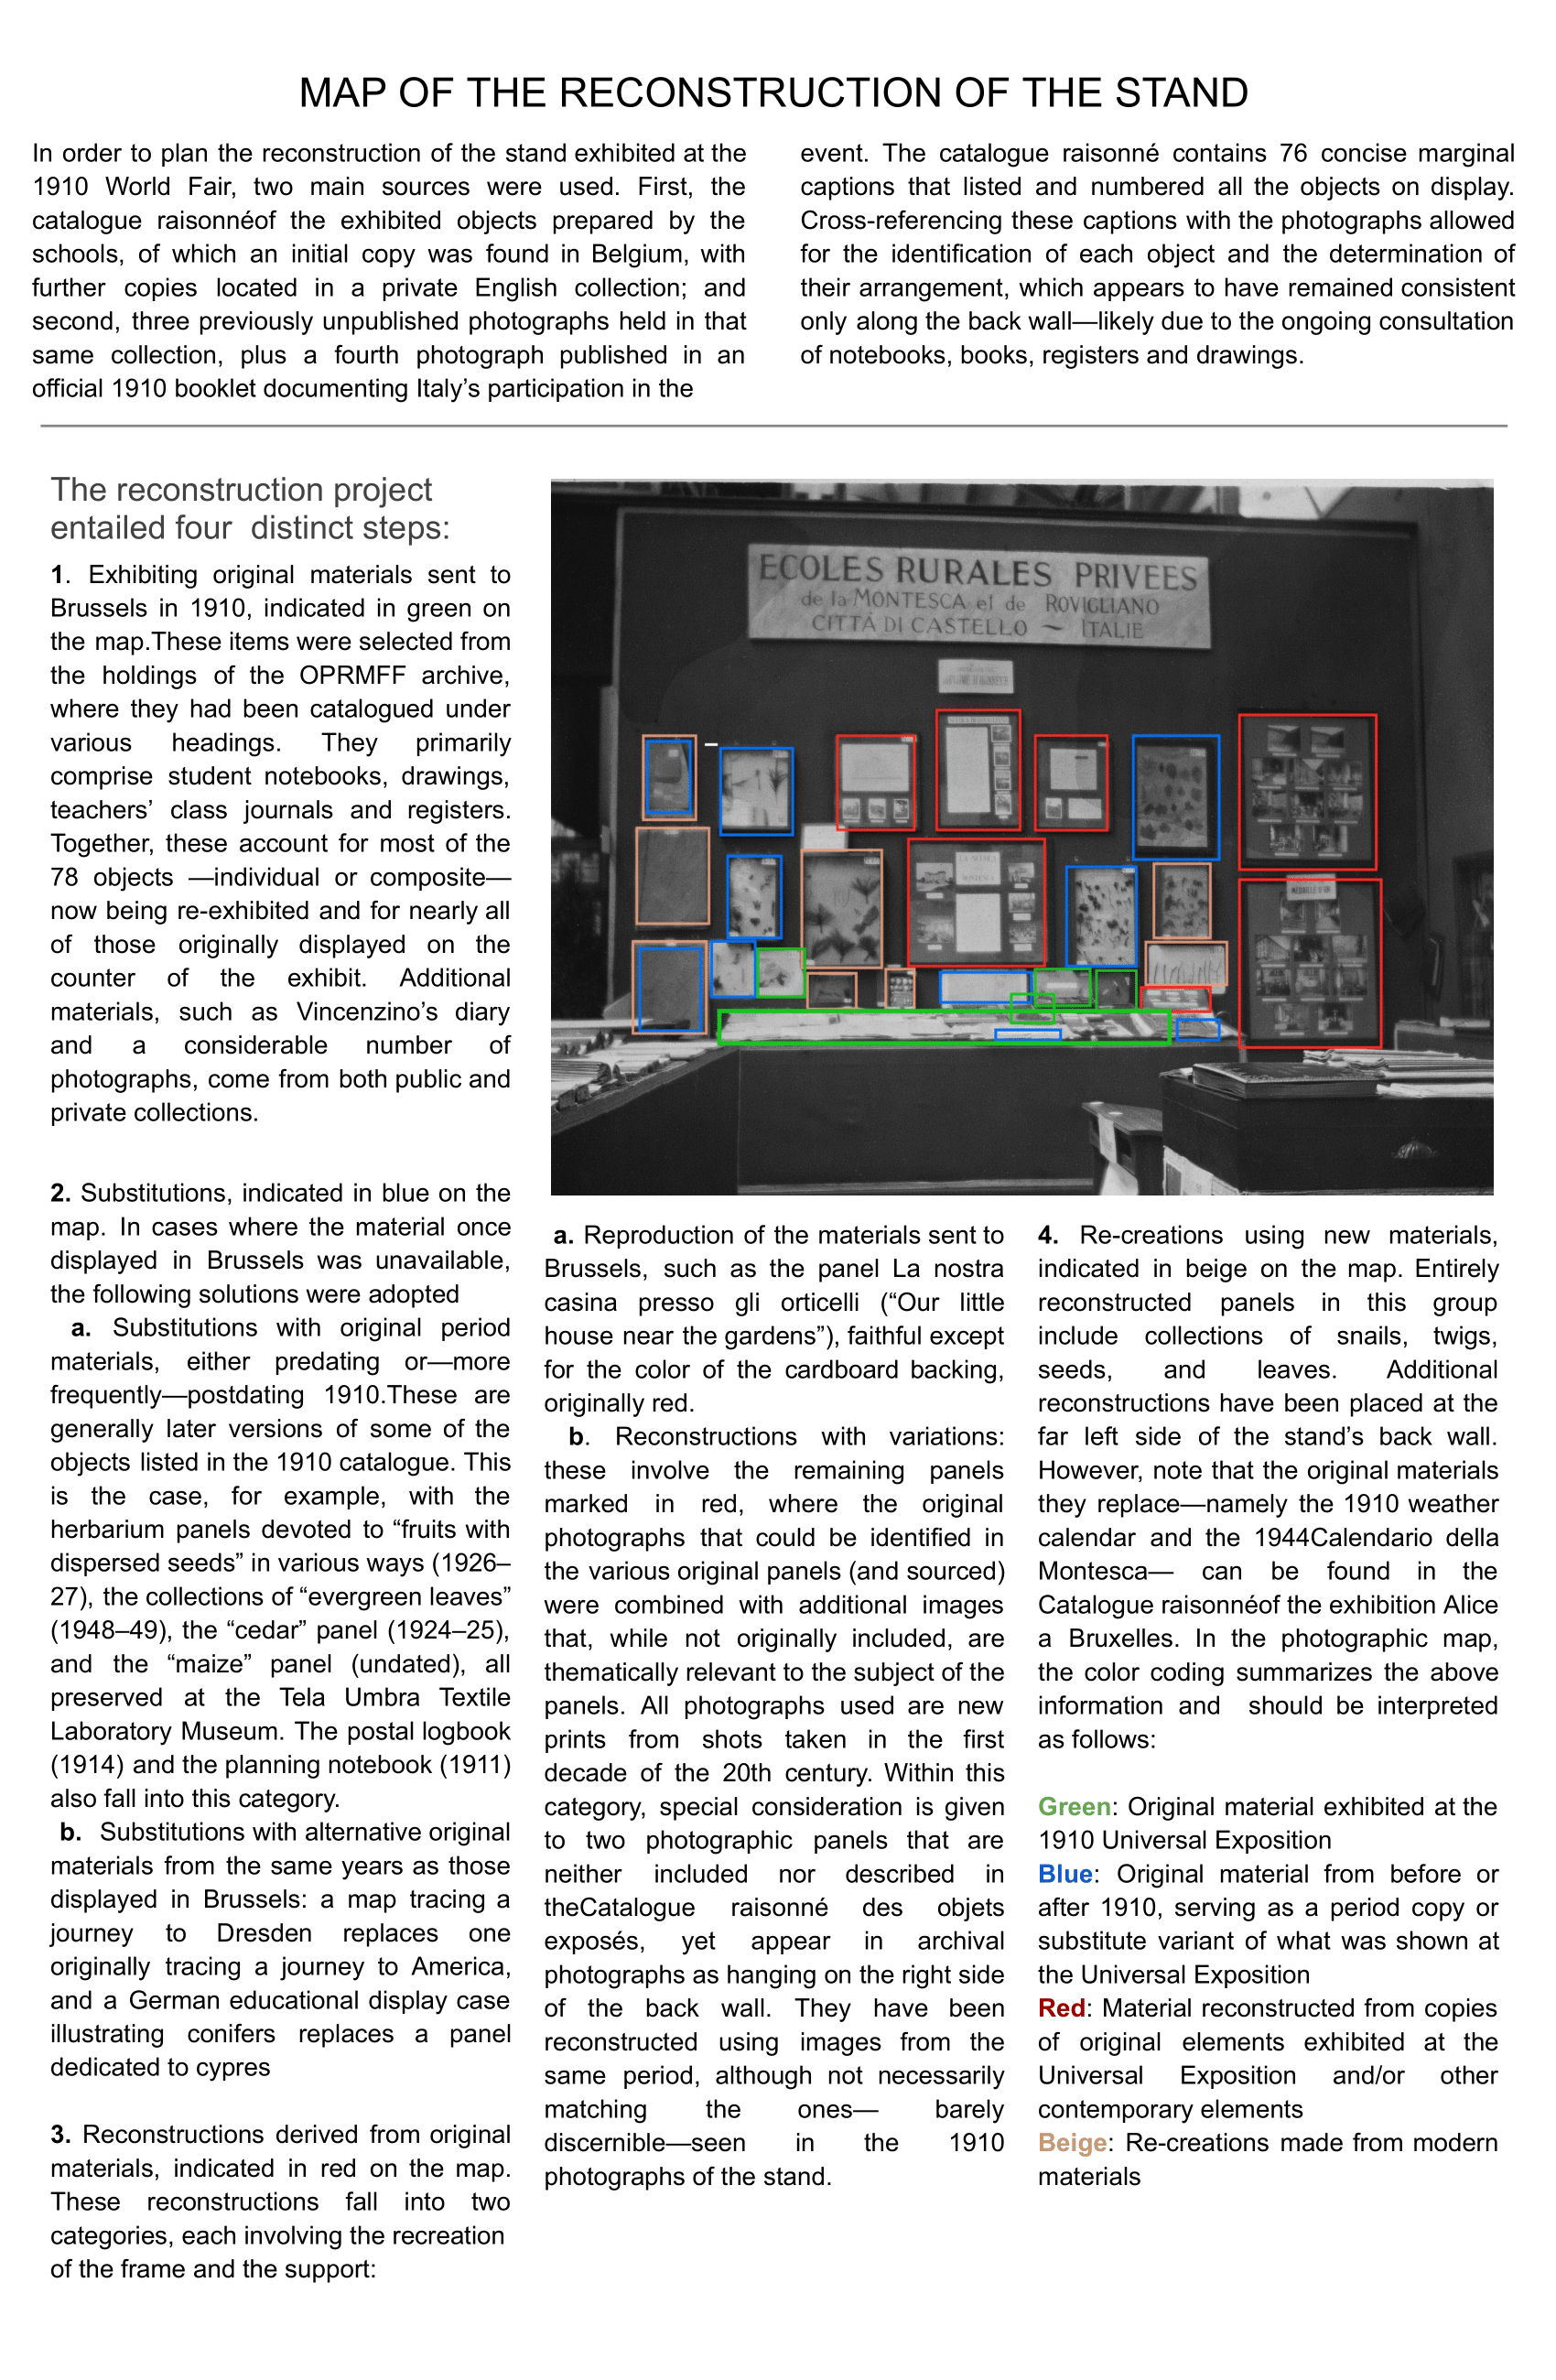 MAP OF THE RECONSTRUCTION OF THE STAND
In order to plan the reconstruction of the stand exhibited at the
1910 World Fair, two main sources were used. First, the
catalogue raisonnéof the exhibited objects prepared by the
schools, of which an initial copy was found in Belgium, with
further copies located in a private English collection; and
second, three previously unpublished photographs held in that
same collection, plus a fourth photograph published in an
official 1910 booklet documenting Italy’s participation in the
event. The catalogue raisonné contains 76 concise marginal
captions that listed and numbered all the objects on display.
Cross-referencing these captions with the photographs allowed
for the identification of each object and the determination of
their arrangement, which appears to have remained consistent
only along the back wall—likely due to the ongoing consultation
of notebooks, books, registers and drawings.
The reconstruction project
entailed four distinct steps:
1. Exhibiting original materials sent to
Brussels in 1910, indicated in green on
the map.These items were selected from
the holdings of the OPRMFF archive,
where they had been catalogued under
various headings. They primarily
comprise student notebooks, drawings,
teachers’ class journals and registers.
Together, these account for most of the
78 objects —individual or composite—
now being re-exhibited and for nearly all
of those originally displayed on the
counter of the exhibit. Additional
materials, such as Vincenzino’s diary
and a considerable number of
photographs, come from both public and
private collections.
2. Substitutions, indicated in blue on the
map. In cases where the material once
displayed in Brussels was unavailable,
the following solutions were adopted
a. Substitutions with original period
materials, either predating or—more
frequently—postdating 1910.These are
generally later versions of some of the
objects listed in the 1910 catalogue. This
is the case, for example, with the
herbarium panels devoted to “fruits with
dispersed seeds” in various ways (1926–
27), the collections of “evergreen leaves”
(1948–49), the “cedar” panel (1924–25),
and the “maize” panel (undated), all
preserved at the Tela Umbra Textile
Laboratory Museum. The postal logbook
(1914) and the planning notebook (1911)
also fall into this category.
b. Substitutions with alternative original
materials from the same years as those
displayed in Brussels: a map tracing a
journey to Dresden replaces one
originally tracing a journey to America,
and a German educational display case
illustrating conifers replaces a panel
dedicated to cypres
3. Reconstructions derived from original
materials, indicated in red on the map.
These reconstructions fall into two
categories, each involving the recreation
of the frame and the support:
ECOLES RURALES PRIVEES
de la MONTESCA et de ROVIGLIANO
CITTÀ DI CASTELLO ~ ITALIE
LA NOSTRA
MONTESCA
MEDAILLE D'OR
a. Reproduction of the materials sent to
Brussels, such as the panel La nostra
casina presso gli orticelli (“Our little
house near the gardens”), faithful except
for the color of the cardboard backing,
originally red.
b. Reconstructions with variations:
these involve the remaining panels
marked in red, where the original
photographs that could be identified in
the various original panels (and sourced)
were combined with additional images
that, while not originally included, are
thematically relevant to the subject of the
panels. All photographs used are new
prints from shots taken in the first
decade of the 20th century. Within this
category, special consideration is given
to two photographic panels that are
neither included nor described in
theCatalogue raisonné des objets
exposés, yet appear in archival
photographs as hanging on the right side
of the back wall. They have been
reconstructed using images from the
same period, although not necessarily
matching the ones— barely
discernible—seen in the 1910
photographs of the stand.
4. Re-creations using new materials,
indicated in beige on the map. Entirely
reconstructed panels in this group
include collections of snails, twigs,
seeds, and leaves. Additional
reconstructions have been placed at the
far left side of the stand’s back wall.
However, note that the original materials
they replace—namely the 1910 weather
calendar and the 1944Calendario della
Montesca— can be found in the
Catalogue raisonnéof the exhibition Alice
a Bruxelles. In the photographic map,
the color coding summarizes the above
information and should be interpreted
as follows:
Green: Original material exhibited at the
1910 Universal Exposition
Blue: Original material from before or
after 1910, serving as a period copy or
substitute variant of what was shown at
the Universal Exposition
Red: Material reconstructed from copies
of original elements exhibited at the
Universal Exposition and/or other
contemporary elements
Beige: Re-creations made from modern
materials